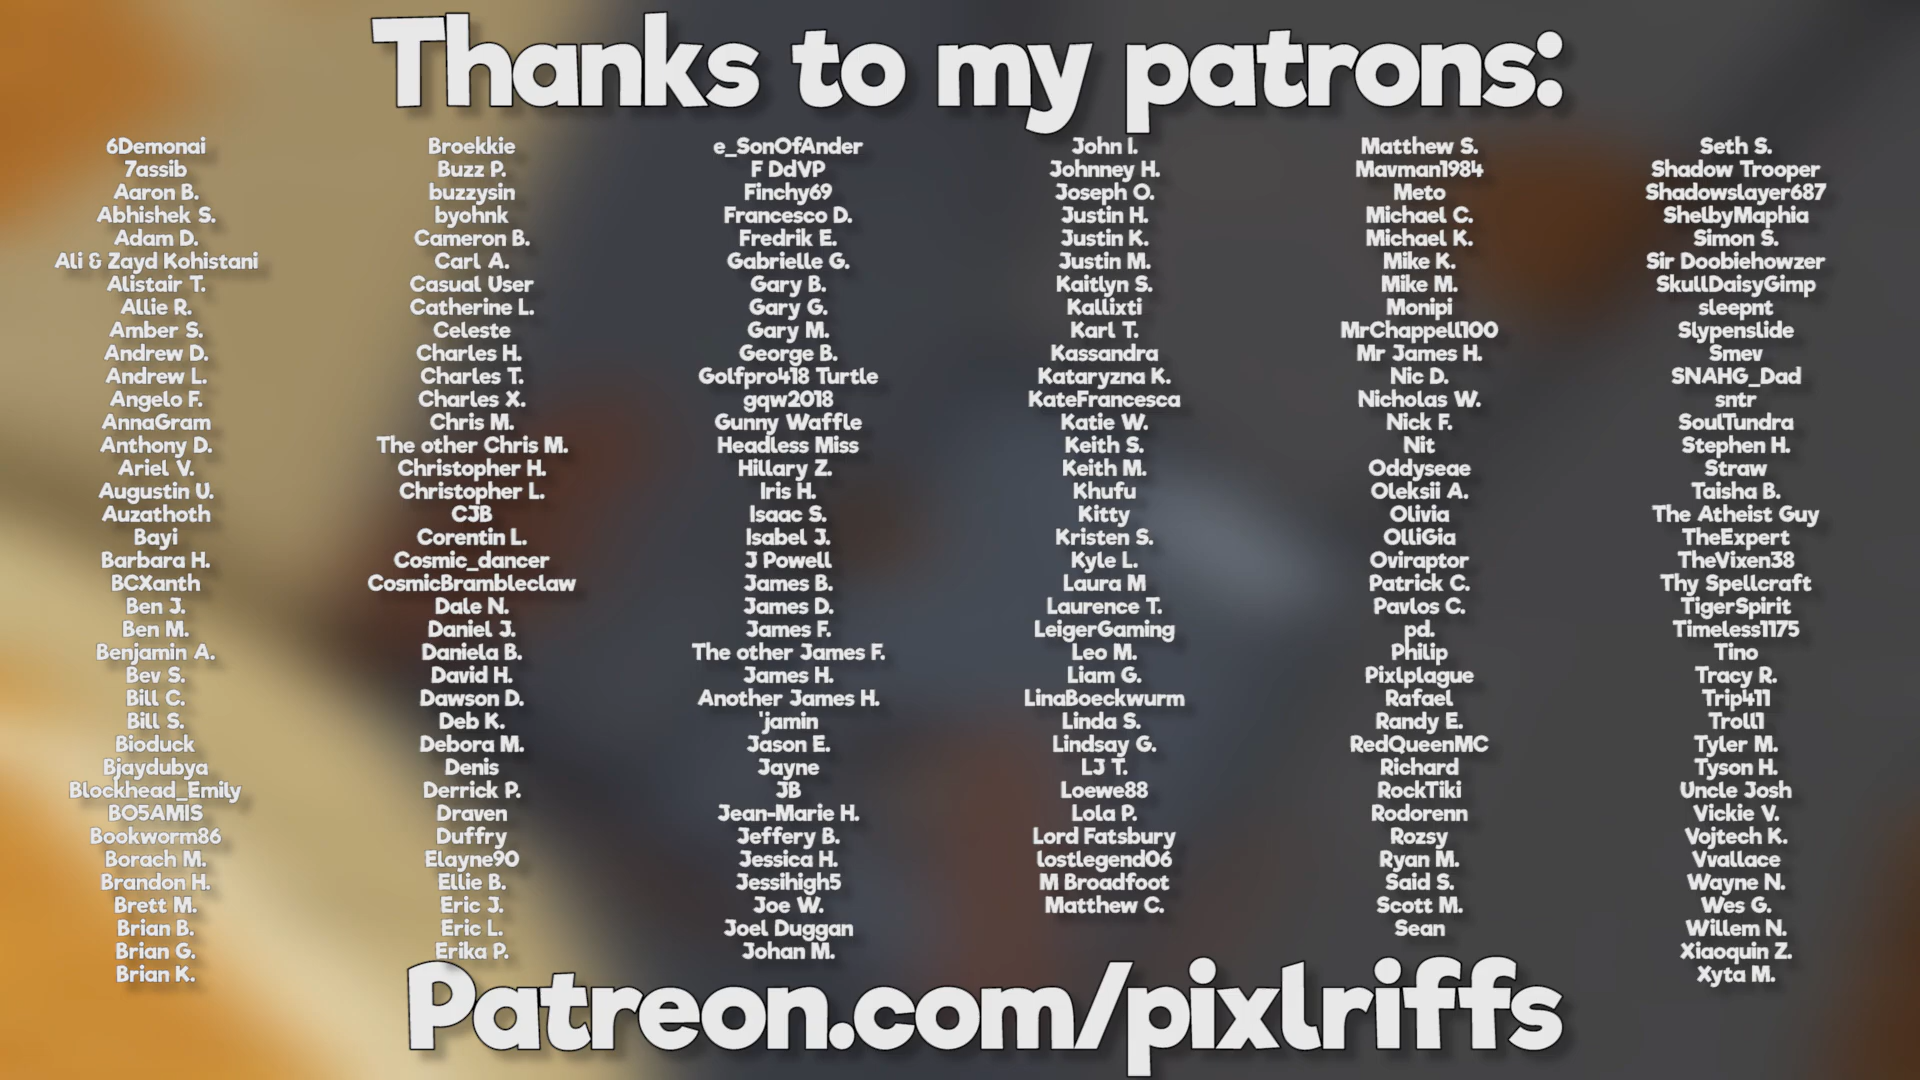 Thanks to my patrons:
6Demonai
7assib
Aaron B.
Abhishek S.
Adam D.
Ali & Zayd Kohistani
Alistair T.
Allie R.
Amber S.
Andrew D.
Andrew L.
Angelo F.
AnnaGram
Anthony D.
Ariel V.
Augustin U.
Auzathoth
Bayi
Barbara H.
BCXanth
Ben J.
Ben M.
Benjamin A.
Bev S.
Bill C.
Bill S.
Bioduck
Bjaydubya
Blockhead_Emily
BO5AMIS
Bookworm86
Borach M.
Brandon H.
Brett M.
Brian B.
Brian G.
Brian K.
Broekkie
Buzz P.
buzzysin
byohnk
Cameron B.
Carl A.
Casual User
Catherine L.
Celeste
Charles H.
Charles T.
Charles X.
Chris M.
The other Chris M.
Christopher H.
Christopher L.
CJB
Corentin L.
Cosmic_dancer
CosmicBrambleclaw
Dale N.
Daniel J.
Daniela B.
David H.
Dawson D.
Deb K.
Debora M.
Denis
Derrick P.
Draven
Duffry
Elayne90
Ellie B.
Eric J.
Eric L.
Erika P.
e_SonOfAnder
F DdVP
Finchy69
Francesco D.
Fredrik E.
Gabrielle G.
Gary B.
Gary G.
Gary M.
George B.
Golfpro418 Turtle
gqw2018
Gunny Waffle
Headless Miss
Hillary Z.
Iris H.
Isaac S.
Isabel J.
J Powell
James B.
James D.
James F.
The other James F.
James H.
Another James H.
'jamin
Jason E.
Jayne
JB
Jean-Marie H.
Jeffery B.
Jessica H.
Jessihigh5
Joe W.
Joel Duggan
Johan M.
John I.
Johnney H.
Joseph O.
Justin H.
Justin K.
Justin M.
Kaitlyn S.
Kallixti
Karl T.
Kassandra
Kataryzna K.
KateFrancesca
Katie W.
Keith S.
Keith M.
Khufu
Kitty
Kristen S.
Kyle L.
Laura M
Laurence T.
LeigerGaming
Leo M.
Liam G.
LinaBoeckwurm
Linda S.
Lindsay G.
LJ T.
Loewe88
Lola P.
Lord Fatsbury
lostlegend06
M Broadfoot
Matthew C.
Matthew S.
Mavman1984
Meto
Michael C.
Michael K.
Mike K.
Mike M.
Monipi
MrChappell100
Mr James H.
Nic D.
Nicholas W.
Nick F.
Nit
Oddyseae
Oleksii A.
Olivia
OlliGia
Oviraptor
Patrick C.
Pavlos C.
pd.
Philip
Pixlplague
Rafael
Randy E.
RedQueenMC
Richard
RockTiki
Rodorenn
Rozsy
Ryan M.
Said S.
Scott M.
Sean
Seth S.
Shadow Trooper
Shadowslayer687
ShelbyMaphia
Simon S.
Sir Doobiehowzer
SkullDaisyGimp
sleepnt
Slypenslide
Smev
SNAHG_Dad
sntr
SoulTundra
Stephen H.
Straw
Taisha B.
The Atheist Guy
TheExpert
TheVixen38
Thy Spellcraft
TigerSpirit
Timeless1175
Tino
Tracy R.
Trip411
Troll1
Tyler M.
Tyson H.
Uncle Josh
Vickie V.
Vojtech K.
Vvallace
Wayne N.
Wes G.
Willem N.
Xiaoquin Z.
Xyta M.
Patreon.com/pixlriffs